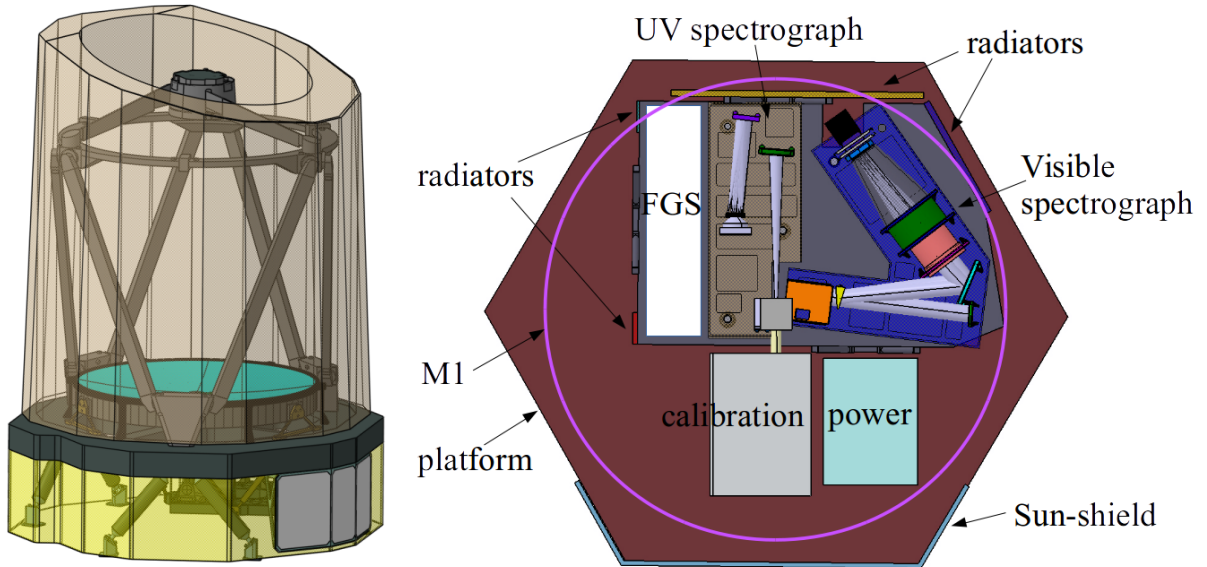 UV spectrograph
radiators
radiators
FGS
Visible
spectrograph
M1
calibration
power
platform
Sun-shield